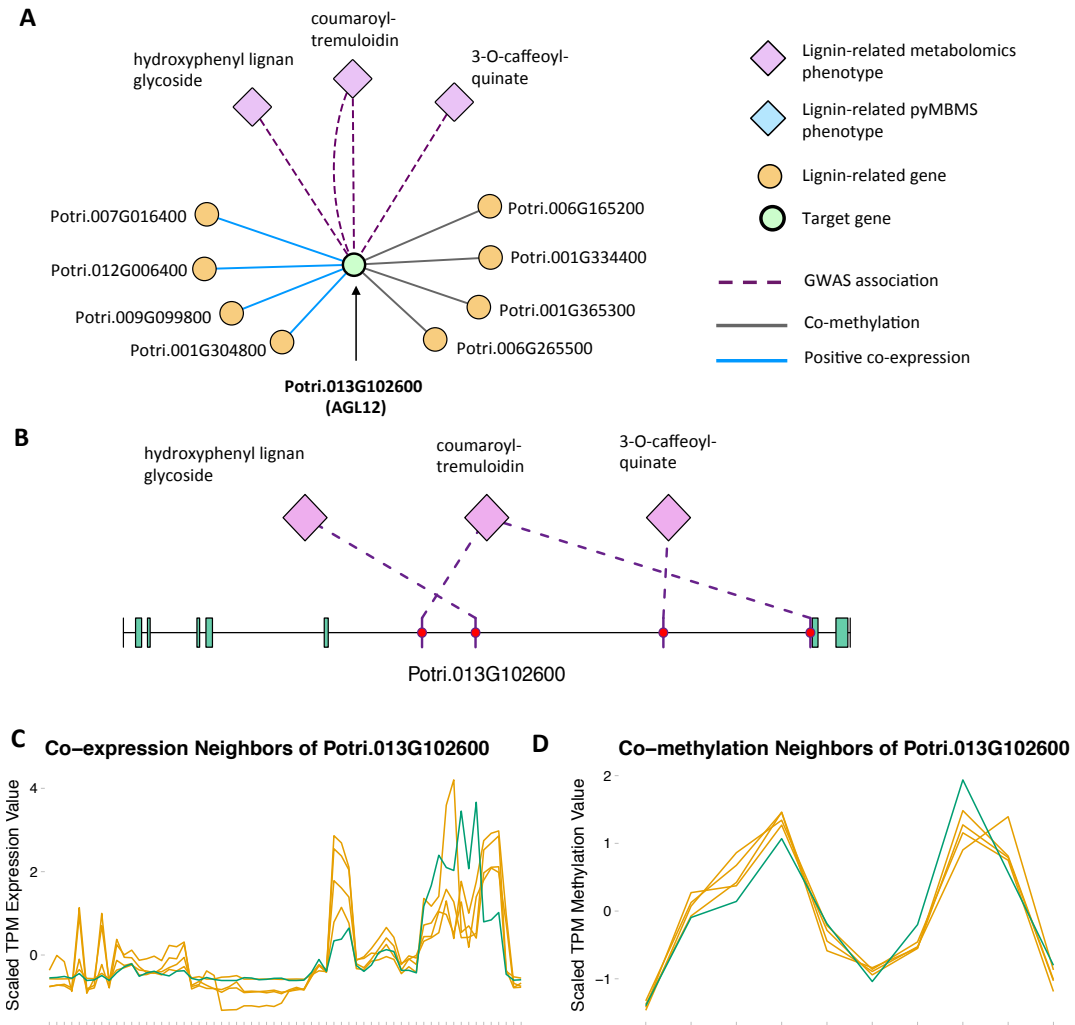 A
hydroxyphenyl lignan
glycoside
coumaroyl-
tremuloidin
3-O-caffeoyl-
quinate
Lignin-related metabolomics
phenotype
Lignin-related pyMBMS
phenotype
Lignin-related gene
Target gene
GWAS association
Co-methylation
Positive co-expression
Potri.007G016400
Potri.012G006400
Potri.009G099800
Potri.001G304800
Potri.006G165200
Potri.001G334400
Potri.001G365300
Potri.006G265500
Potri.013G102600
(AGL12)
B
hydroxyphenyl lignan
glycoside
coumaroyl-
tremuloidin
3-O-caffeoyl-
quinate
Potri.013G102600
C
Co−expression Neighbors of Potri.013G102600
Scaled TPM Expression Value
4
2
0
D
Co−methylation Neighbors of Potri.013G102600
Scaled TPM Methylation Value
2
1
0
−1